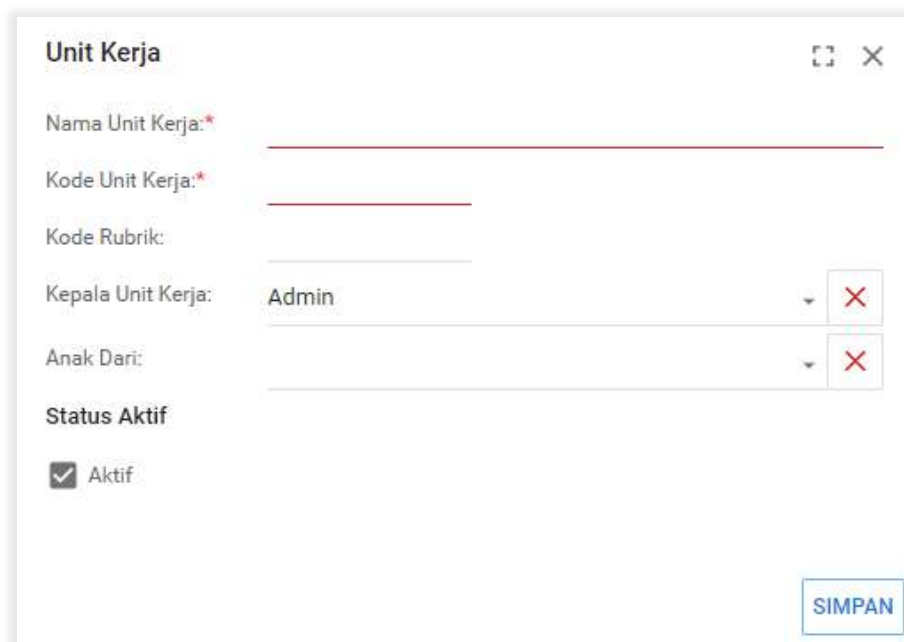 Unit Kerja
Nama Unit Kerja:*
Kode Unit Kerja:*
Kode Rubrik:
Kepala Unit Kerja: Admin
Anak Dari:
Status Aktif
Aktif
SIMPAN